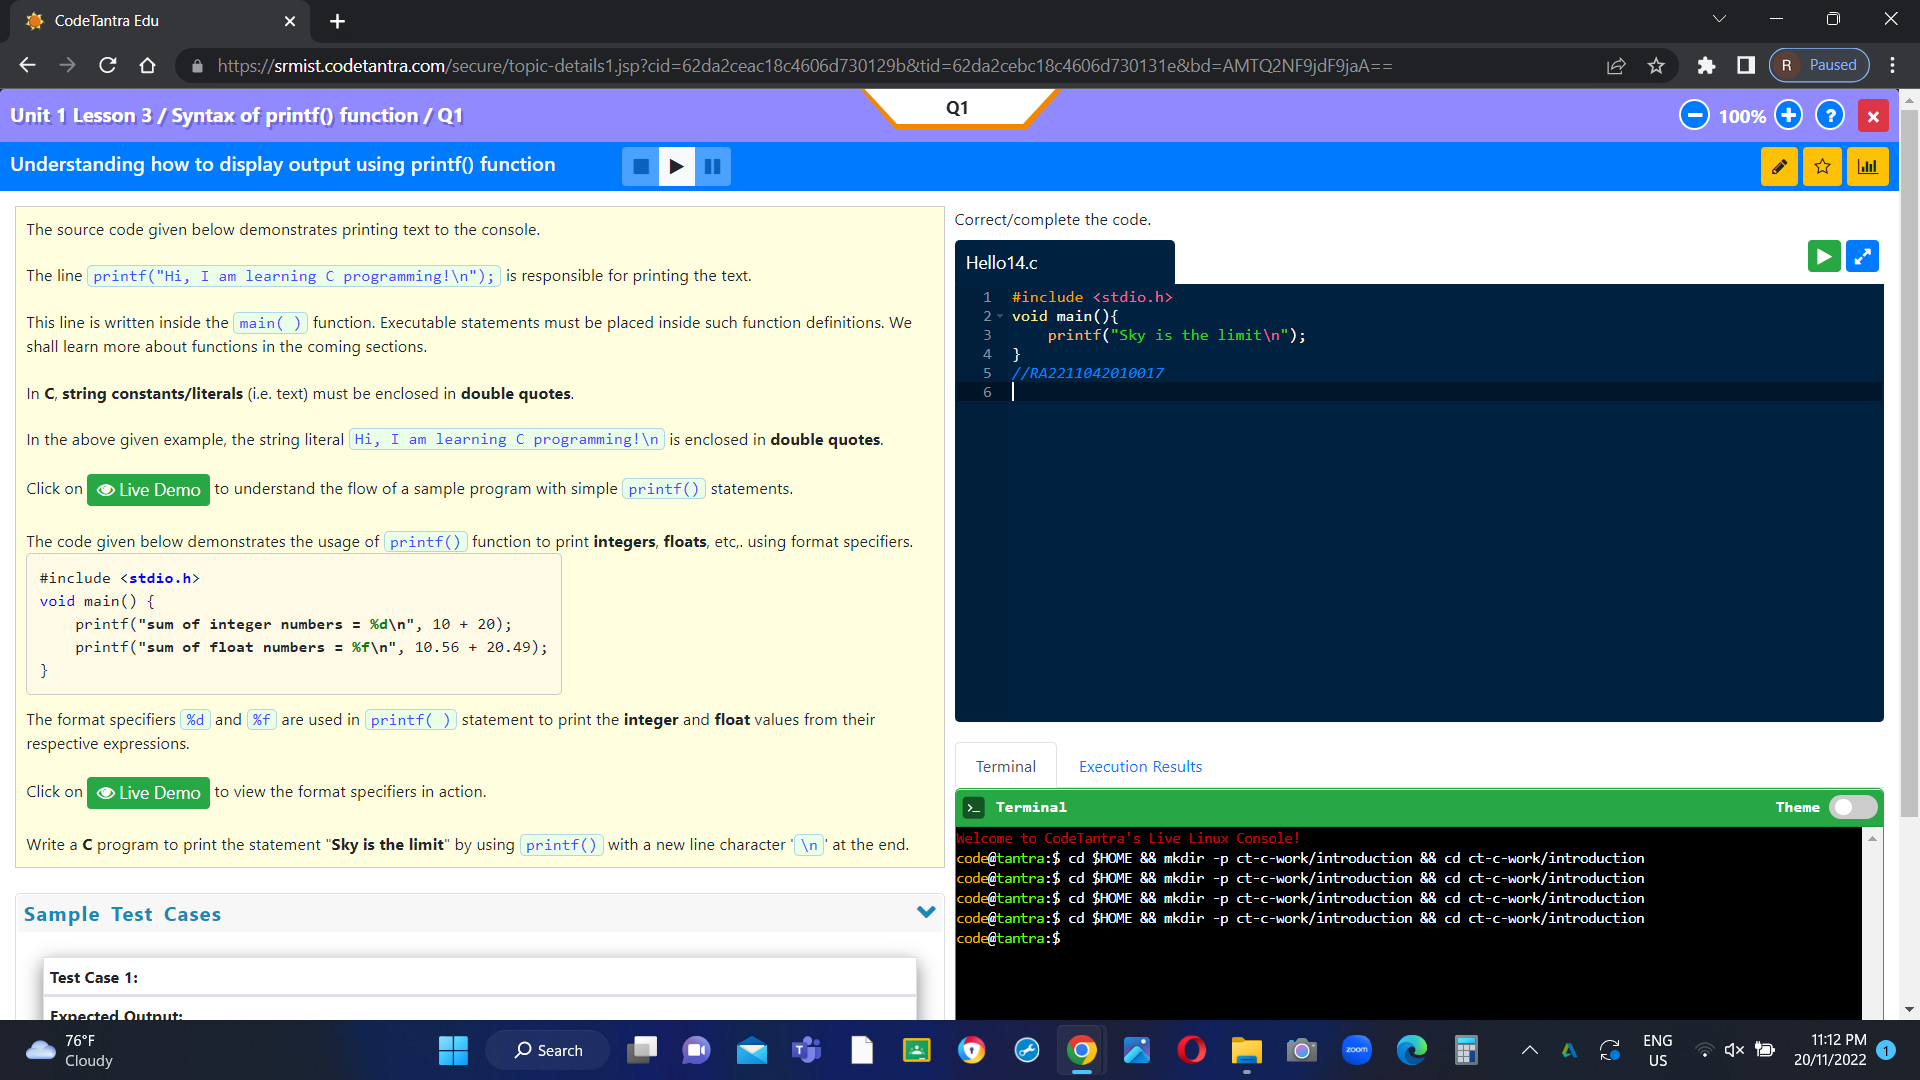 CodeTantra Edu
https://srmist.codetantra.com/secure/topic-details1.jsp?cid=62da2ceac18c4606d730129b&tid=62da2cebc18c4606d730131e&bd=AMTQ2NF9jdF9jaA==
R Paused
Unit 1 Lesson 3 / Syntax of printf() function / Q1
Q1
100%
?
Understanding how to display output using printf() function
The source code given below demonstrates printing text to the console.
The line printf("Hi, I am learning C programming!\n"); is responsible for printing the text.
This line is written inside the main( ) function. Executable statements must be placed inside such function definitions. We
shall learn more about functions in the coming sections.
In C, string constants/literals (i.e. text) must be enclosed in double quotes.
In the above given example, the string literal Hi, I am learning C programming!\n is enclosed in double quotes.
Click on Live Demo to understand the flow of a sample program with simple printf() statements.
The code given below demonstrates the usage of printf() function to print integers, floats, etc,. using format specifiers.
#include <stdio.h>
void main() {
printf("sum of integer numbers = %d\n", 10 + 20);
printf("sum of float numbers = %f\n", 10.56 + 20.49);
}
The format specifiers %d and %f are used in printf( ) statement to print the integer and float values from their
respective expressions.
Click on Live Demo to view the format specifiers in action.
Write a C program to print the statement "Sky is the limit" by using printf() with a new line character '\n' at the end.
Sample Test Cases
Test Case 1:
Expected Output:
Correct/complete the code.
Hello14.c
1 #include <stdio.h>
2 void main(){
3 printf("Sky is the limit\n");
4 }
5 //RA2211042010017
6
Terminal
Execution Results
>_ Terminal
Theme
Welcome to CodeTantra's Live Linux Console!
code@tantra:$ cd $HOME && mkdir -p ct-c-work/introduction && cd ct-c-work/introduction
code@tantra:$ cd $HOME && mkdir -p ct-c-work/introduction && cd ct-c-work/introduction
code@tantra:$ cd $HOME && mkdir -p ct-c-work/introduction && cd ct-c-work/introduction
code@tantra:$ cd $HOME && mkdir -p ct-c-work/introduction && cd ct-c-work/introduction
code@tantra:$
76°F
Cloudy
Search
zoom
ENG
US
11:12 PM
20/11/2022
1